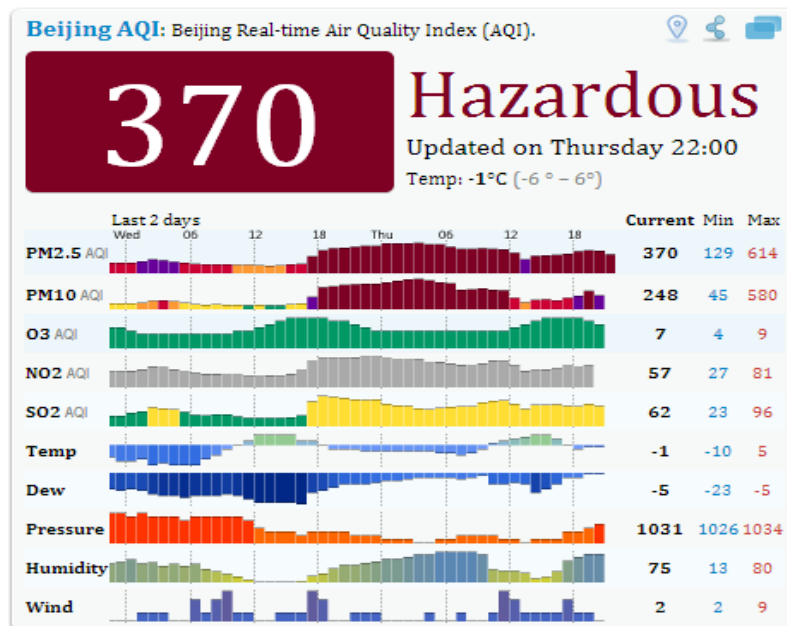 Beijing AQI: Beijing Real-time Air Quality Index (AQI).
370
Hazardous
Updated on Thursday 22:00
Temp: -1°C (-6 ° – 6°)
Last 2 days Current Min Max
Wed 06 12 18 Thu 06 12 18
PM2.5 AQI 370 129 614
PM10 AQI 248 45 580
O3 AQI 7 4 9
NO2 AQI 57 27 81
SO2 AQI 62 23 96
Temp -1 -10 5
Dew -5 -23 -5
Pressure 1031 1026 1034
Humidity 75 13 80
Wind 2 2 9